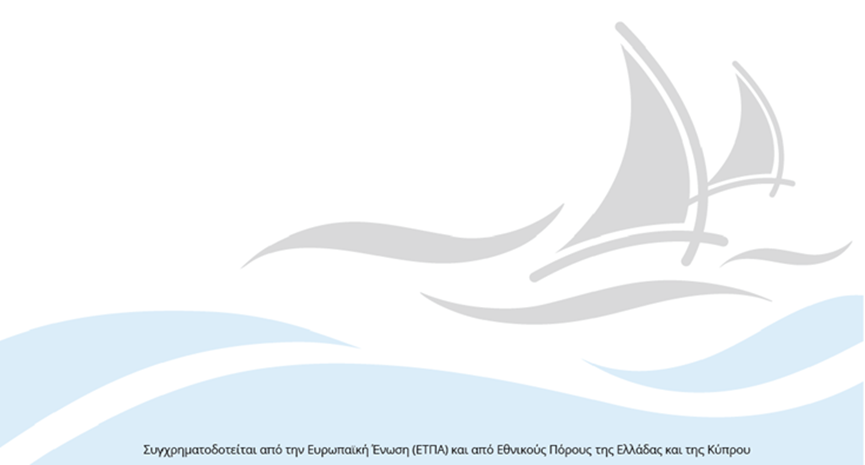 Συγχρηματοδοτείται από την Ευρωπαϊκή Ένωση (ΕΤΠΑ) και από Εθνικούς Πόρους της Ελλάδας και της Κύπρου